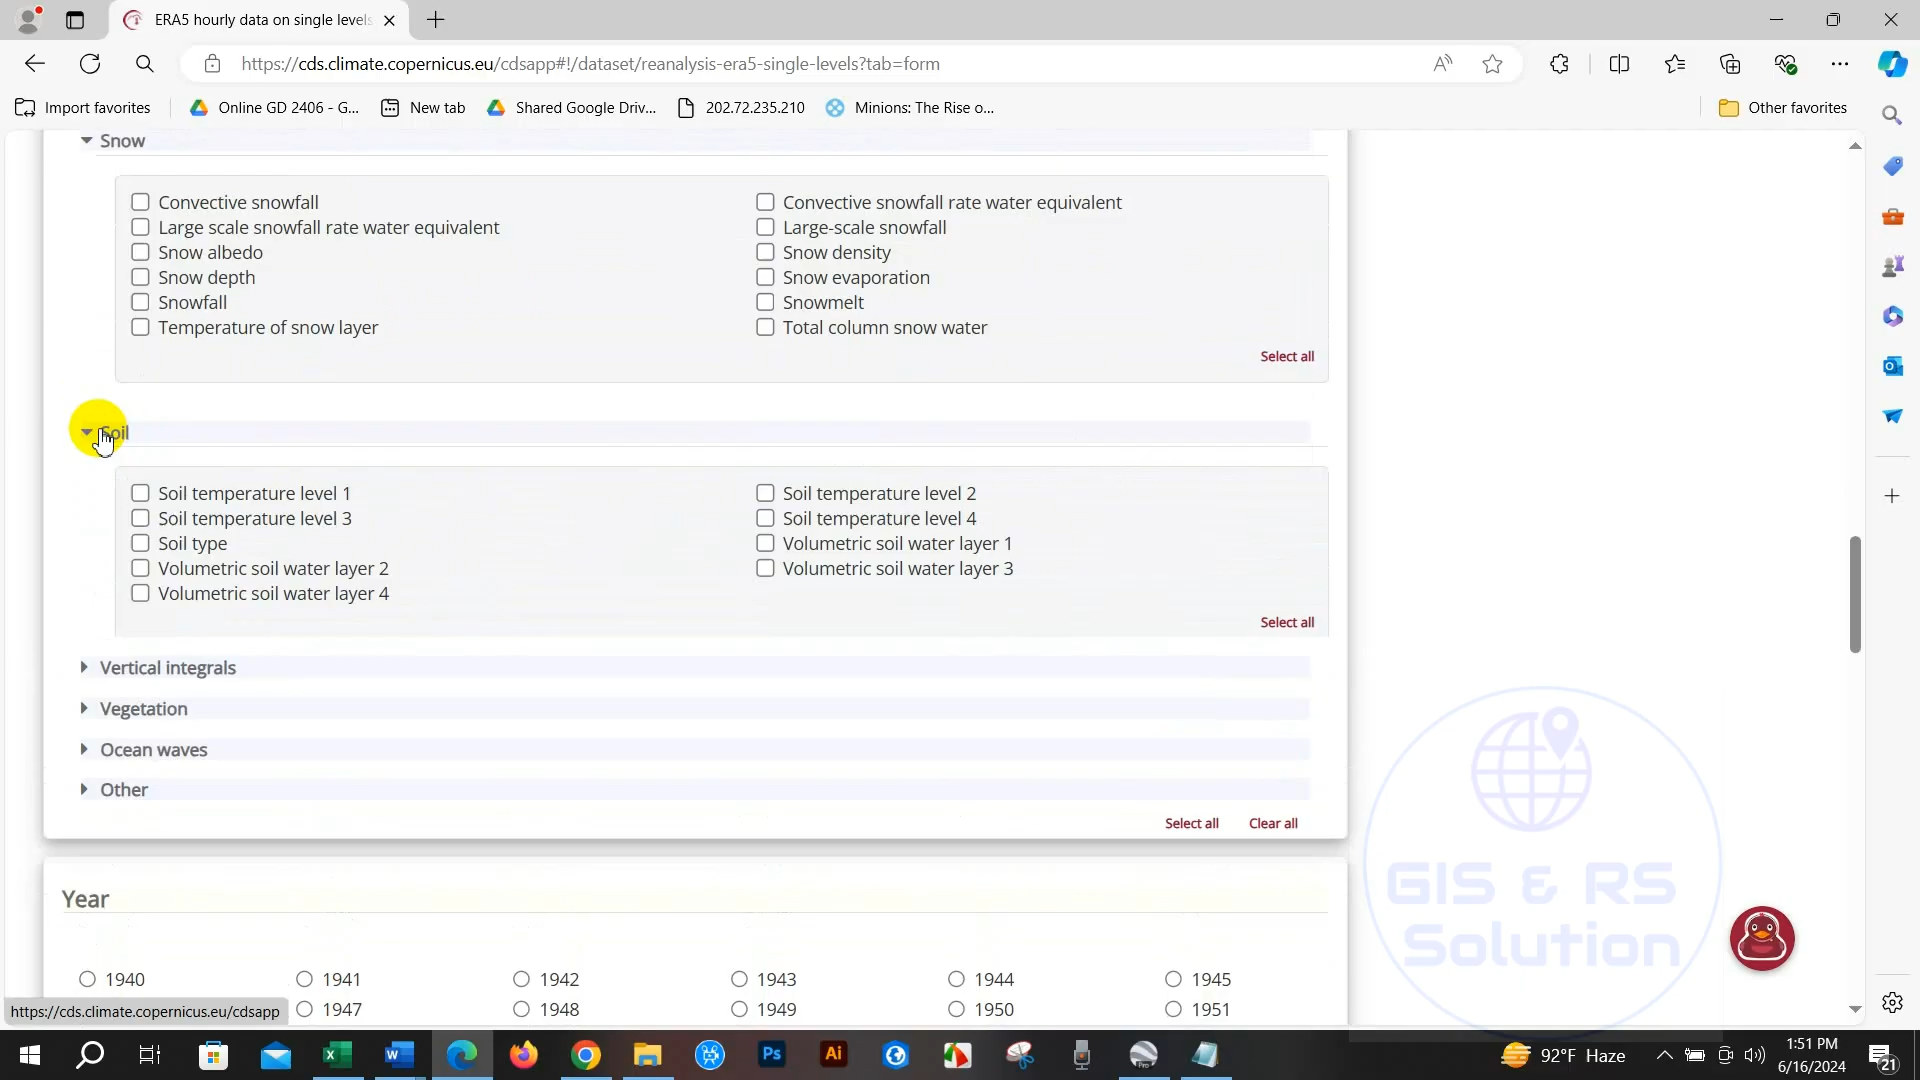 ERA5 hourly data on single levels
https://cds.climate.copernicus.eu/cdsapp#!/dataset/reanalysis-era5-single-levels?tab=form
Import favorites
Online GD 2406 - G...
New tab
Shared Google Driv...
202.72.235.210
Minions: The Rise o...
Other favorites
Snow
Convective snowfall
Convective snowfall rate water equivalent
Large scale snowfall rate water equivalent
Large-scale snowfall
Snow albedo
Snow density
Snow depth
Snow evaporation
Snowfall
Snowmelt
Temperature of snow layer
Total column snow water
Select all
Soil
Soil temperature level 1
Soil temperature level 2
Soil temperature level 3
Soil temperature level 4
Soil type
Volumetric soil water layer 1
Volumetric soil water layer 2
Volumetric soil water layer 3
Volumetric soil water layer 4
Select all
Vertical integrals
Vegetation
Ocean waves
Other
Select all
Clear all
Year
GIS & RS
Solution
1940
1941
1942
1943
1944
1945
https://cds.climate.copernicus.eu/cdsapp
1947
1948
1949
1950
1951
Ps
Ai
Pro
92°F Haze
1:51 PM
6/16/2024
21